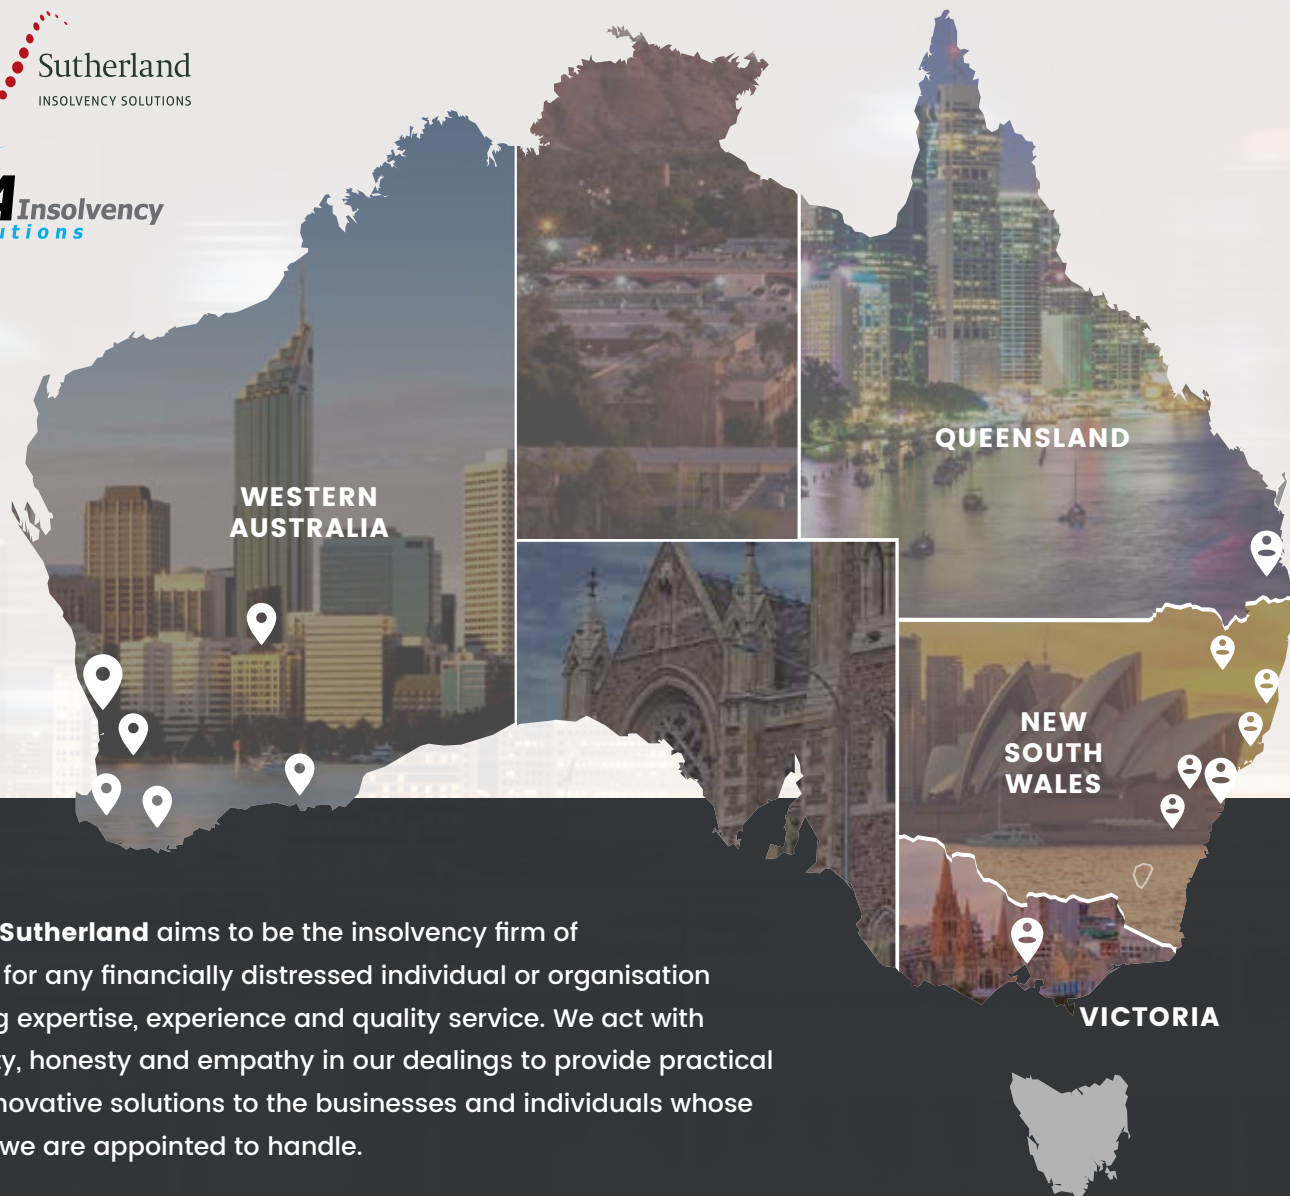 Sutherland
INSOLVENCY SOLUTIONS
Insolvency
QUEENSLAND
WESTERN
AUSTRALIA
NEW
SOUTH
WALES
VICTORIA
Sutherland aims to be the insolvency firm of
for any financially distressed individual or organisation
expertise, experience and quality service. We act with
honesty and empathy in our dealings to provide practical
solutions to the businesses and individuals whose
we are appointed to handle.